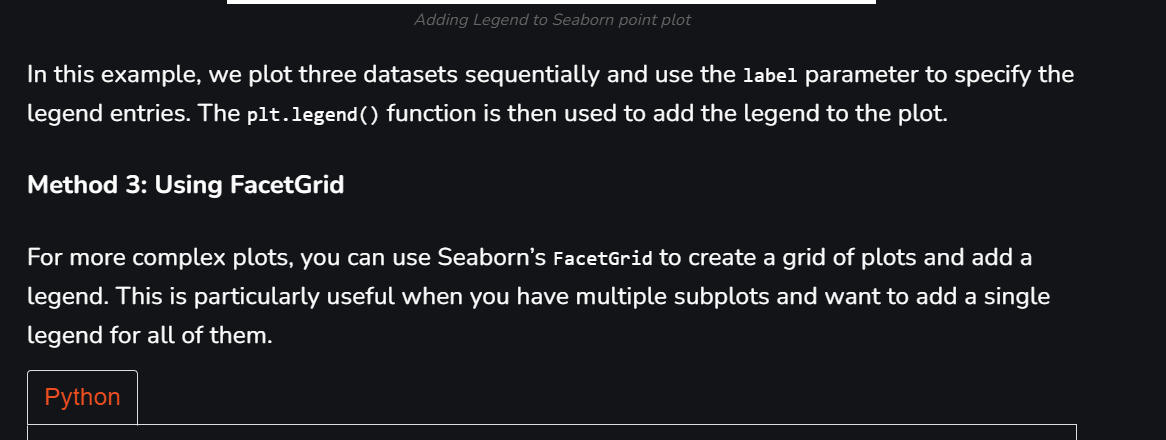 Adding Legend to Seaborn point plot
In this example, we plot three datasets sequentially and use the label parameter to specify the
legend entries. The plt.legend() function is then used to add the legend to the plot.
Method 3: Using FacetGrid
For more complex plots, you can use Seaborn’s FacetGrid to create a grid of plots and add a
legend. This is particularly useful when you have multiple subplots and want to add a single
legend for all of them.
Python